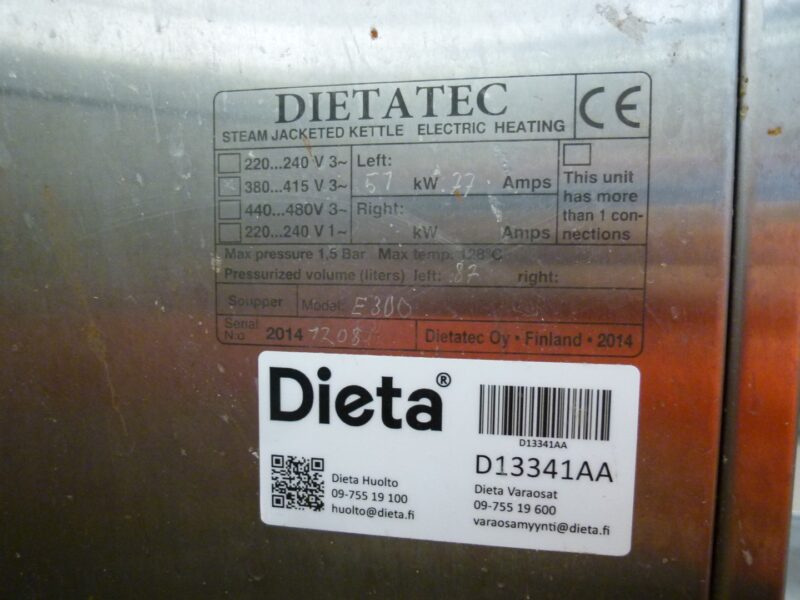 DIETATEC
STEAM JACKETED KETTLE ELECTRIC HEATING
CE
220...240 V 3~
380...415 V 3~
440...480V 3~
220...240 V 1~
Left:
kW Amps
Right:
kW Amps
This unit
has more
than 1 con-
nections
Max pressure 1,5 Bar Max temp. 128°C
Pressurized volume (liters) left: 87 right:
Soupper Model: E300
Serial
N:o 2014
Dietatec Oy • Finland • 2014
Dieta®
D13341AA
D13341AA
Dieta Huolto
09-755 19 100
huolto@dieta.fi
Dieta Varaosat
09-755 19 600
varaosamyynti@dieta.fi